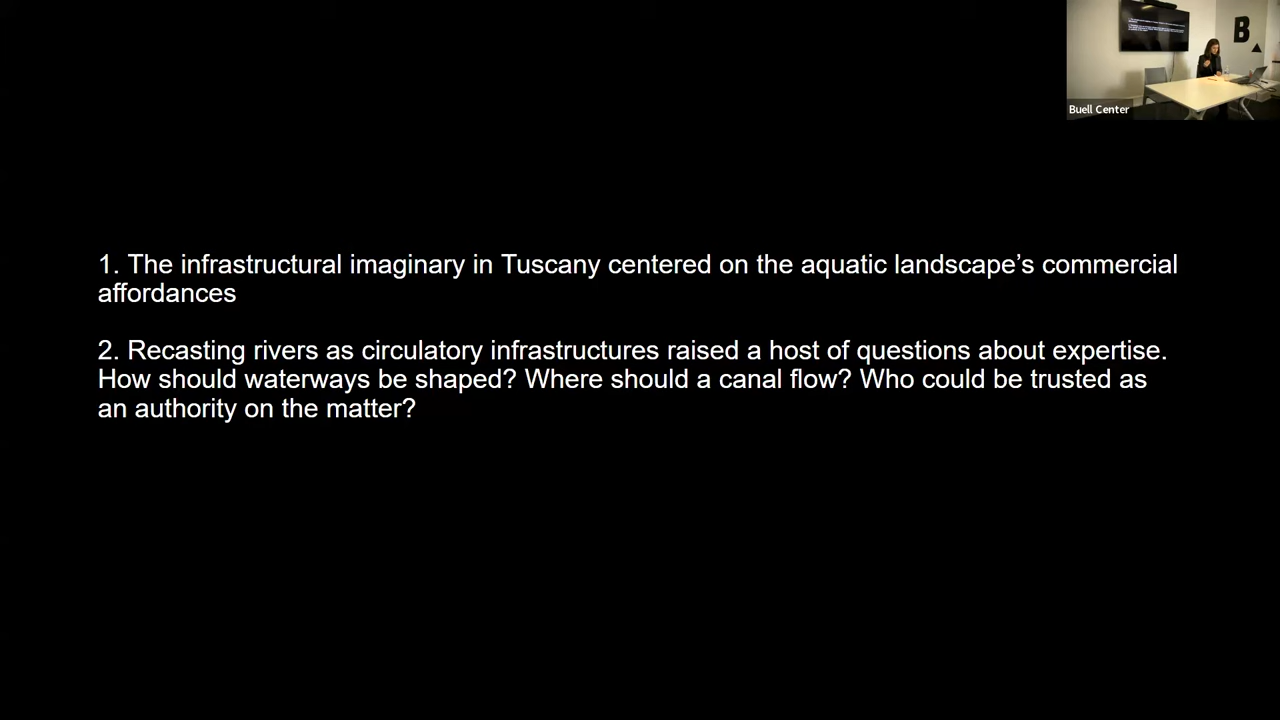 B
Buell Center
1. The infrastructural imaginary in Tuscany centered on the aquatic landscape’s commercial
affordances
2. Recasting rivers as circulatory infrastructures raised a host of questions about expertise.
How should waterways be shaped? Where should a canal flow? Who could be trusted as
an authority on the matter?